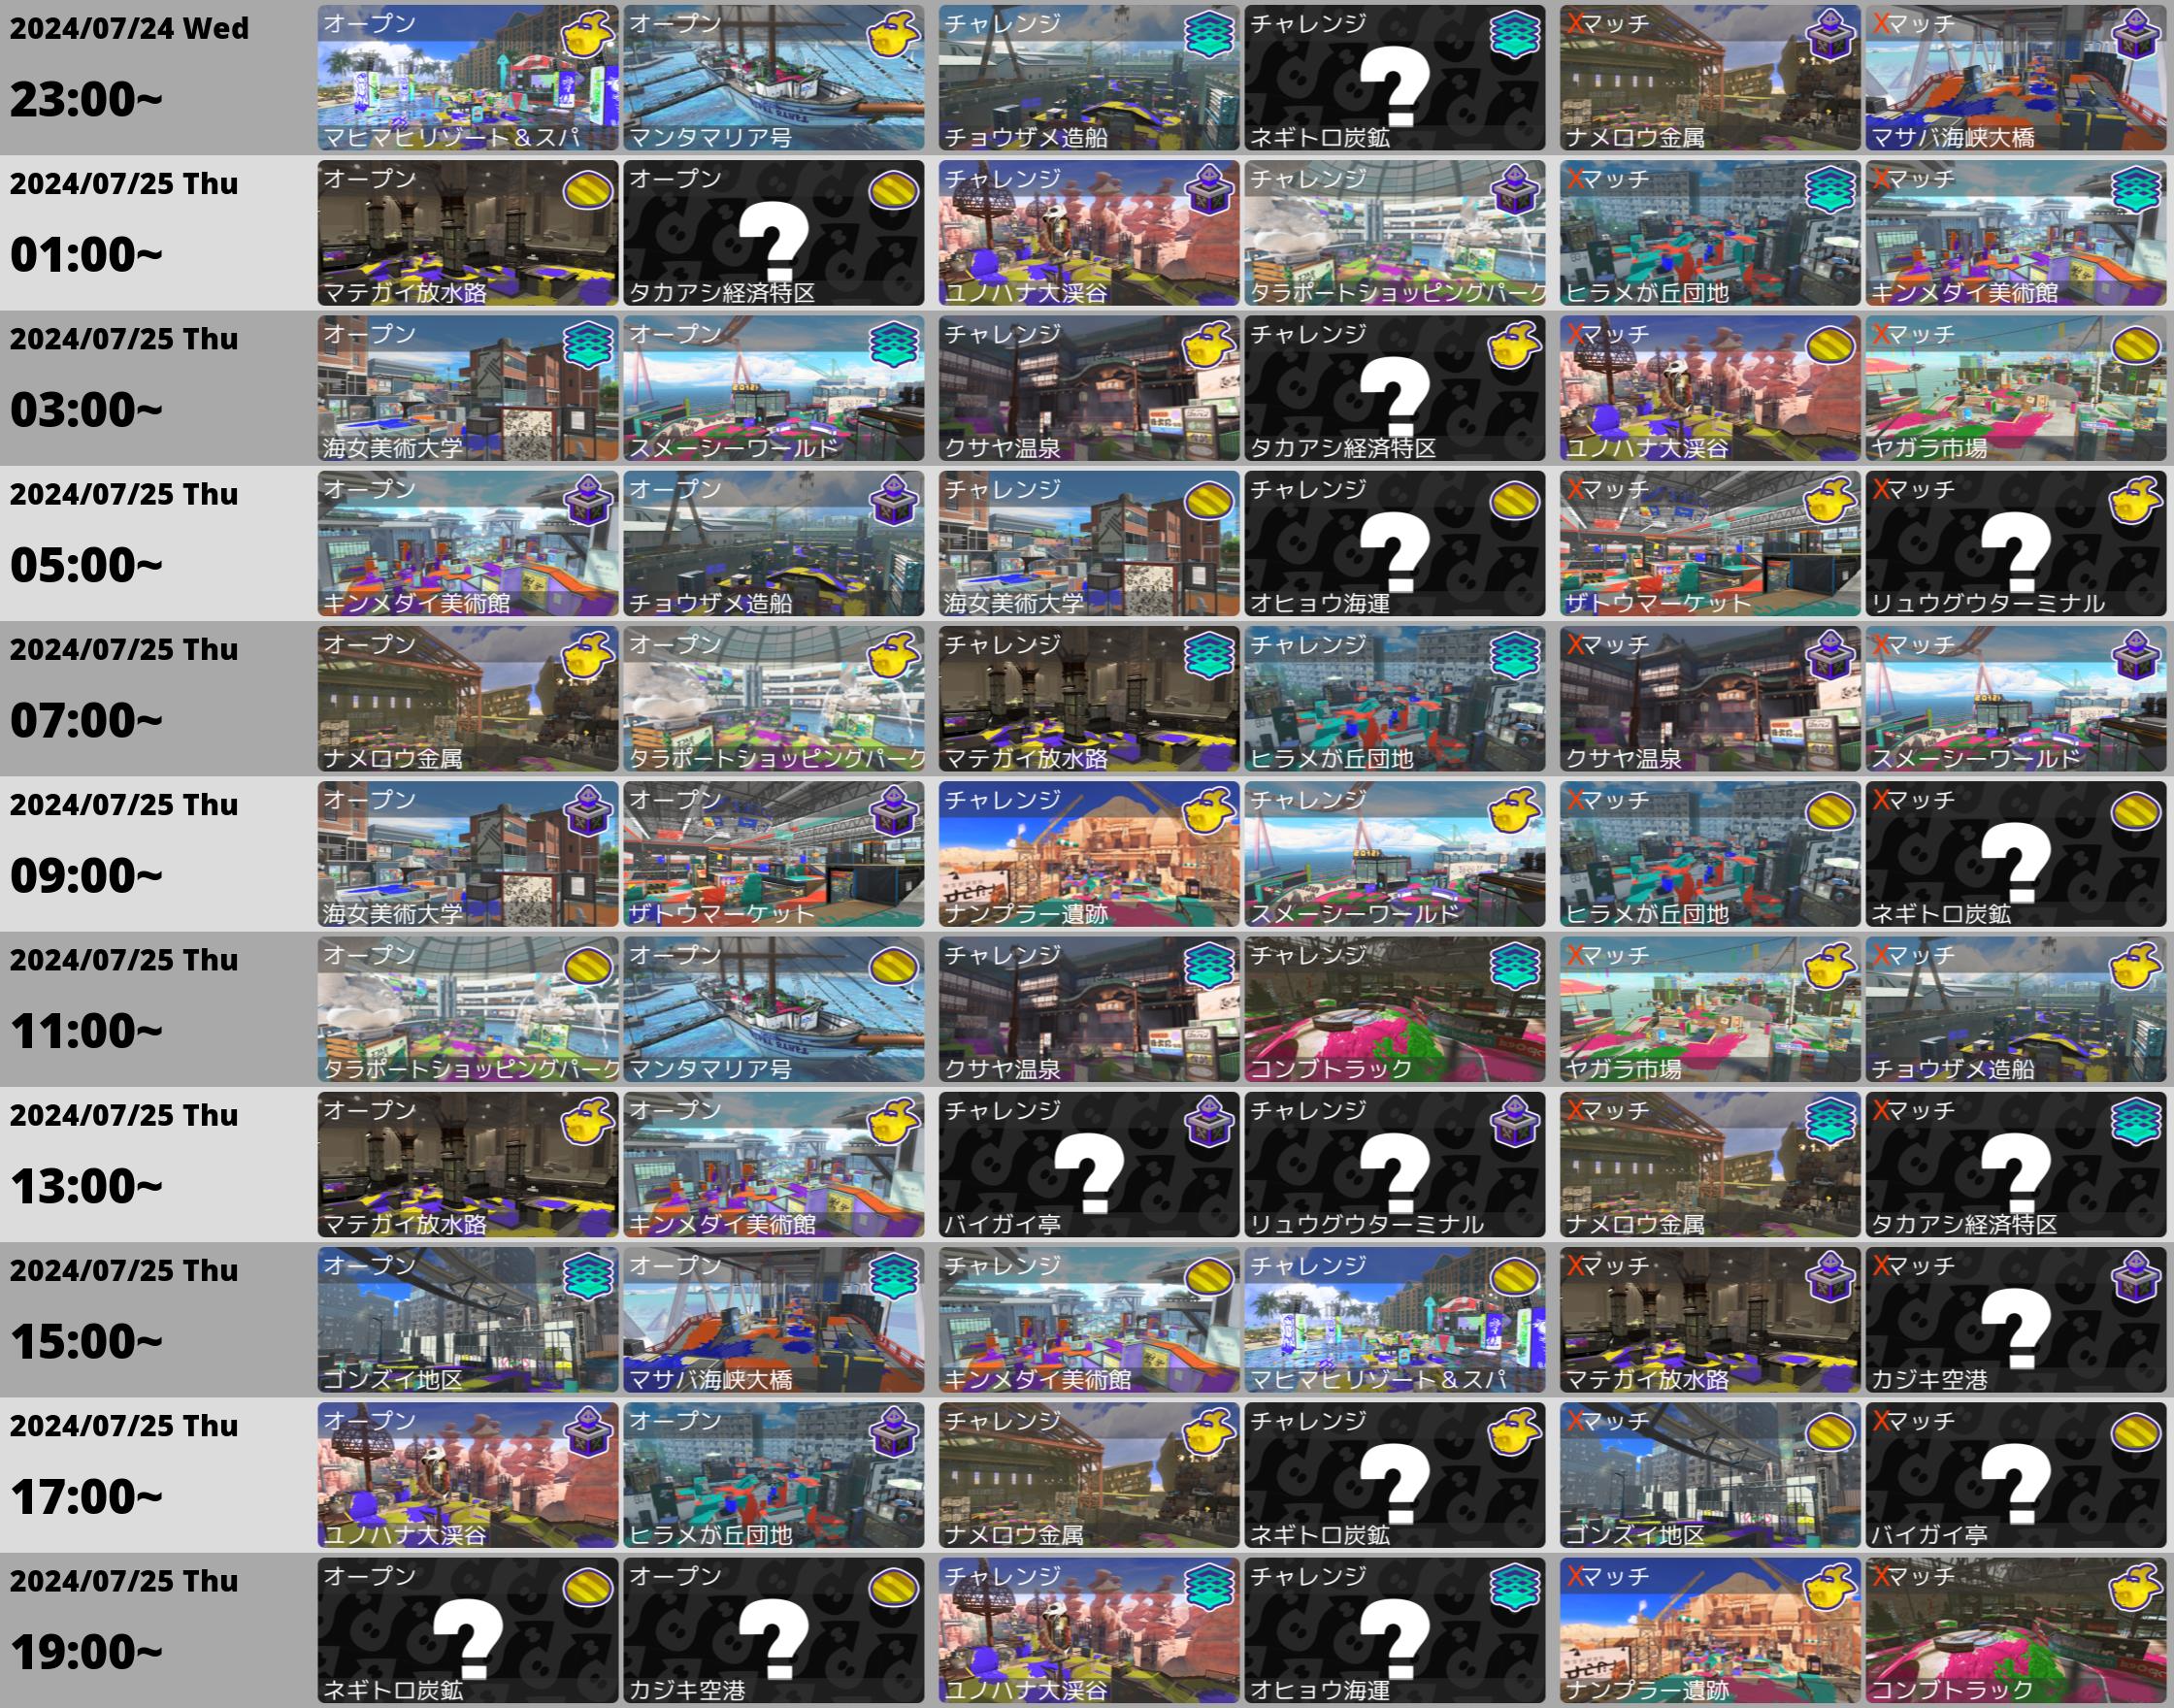 2024/07/24 Wed
23:00~
オープン
マヒマヒリゾート＆スパ
オープン
マンタマリア号
チャレンジ
チョウザメ造船
チャレンジ
?
ネギトロ炭鉱
Xマッチ
ナメロウ金属
Xマッチ
マサバ海峡大橋
2024/07/25 Thu
01:00~
オープン
マテガイ放水路
オープン
?
タカアシ経済特区
チャレンジ
ユノハナ大渓谷
チャレンジ
タラポートショッピングパーク
Xマッチ
ヒラメが丘団地
Xマッチ
キンメダイ美術館
2024/07/25 Thu
03:00~
オープン
海女美術大学
オープン
スメーシーワールド
チャレンジ
クサヤ温泉
チャレンジ
?
タカアシ経済特区
Xマッチ
ユノハナ大渓谷
Xマッチ
ヤガラ市場
2024/07/25 Thu
05:00~
オープン
キンメダイ美術館
オープン
チョウザメ造船
チャレンジ
海女美術大学
チャレンジ
?
オヒョウ海運
Xマッチ
ザトウマーケット
Xマッチ
?
リュウグウターミナル
2024/07/25 Thu
07:00~
オープン
ナメロウ金属
オープン
タラポートショッピングパーク
チャレンジ
マテガイ放水路
チャレンジ
ヒラメが丘団地
Xマッチ
クサヤ温泉
Xマッチ
スメーシーワールド
2024/07/25 Thu
09:00~
オープン
海女美術大学
オープン
ザトウマーケット
チャレンジ
ナンプラー遺跡
チャレンジ
スメーシーワールド
Xマッチ
ヒラメが丘団地
Xマッチ
?
ネギトロ炭鉱
2024/07/25 Thu
11:00~
オープン
タラポートショッピングパーク
オープン
マンタマリア号
チャレンジ
クサヤ温泉
チャレンジ
コンブトラック
Xマッチ
ヤガラ市場
Xマッチ
チョウザメ造船
2024/07/25 Thu
13:00~
オープン
マテガイ放水路
オープン
キンメダイ美術館
チャレンジ
?
バイガイ亭
チャレンジ
?
リュウグウターミナル
Xマッチ
ナメロウ金属
Xマッチ
?
タカアシ経済特区
2024/07/25 Thu
15:00~
オープン
ゴンズイ地区
オープン
マサバ海峡大橋
チャレンジ
キンメダイ美術館
チャレンジ
マヒマヒリゾート＆スパ
Xマッチ
マテガイ放水路
Xマッチ
?
カジキ空港
2024/07/25 Thu
17:00~
オープン
ユノハナ大渓谷
オープン
ヒラメが丘団地
チャレンジ
ナメロウ金属
チャレンジ
?
ネギトロ炭鉱
Xマッチ
ゴンズイ地区
Xマッチ
?
バイガイ亭
2024/07/25 Thu
19:00~
オープン
?
ネギトロ炭鉱
オープン
?
カジキ空港
チャレンジ
ユノハナ大渓谷
チャレンジ
?
オヒョウ海運
Xマッチ
ナンプラー遺跡
Xマッチ
コンブトラック